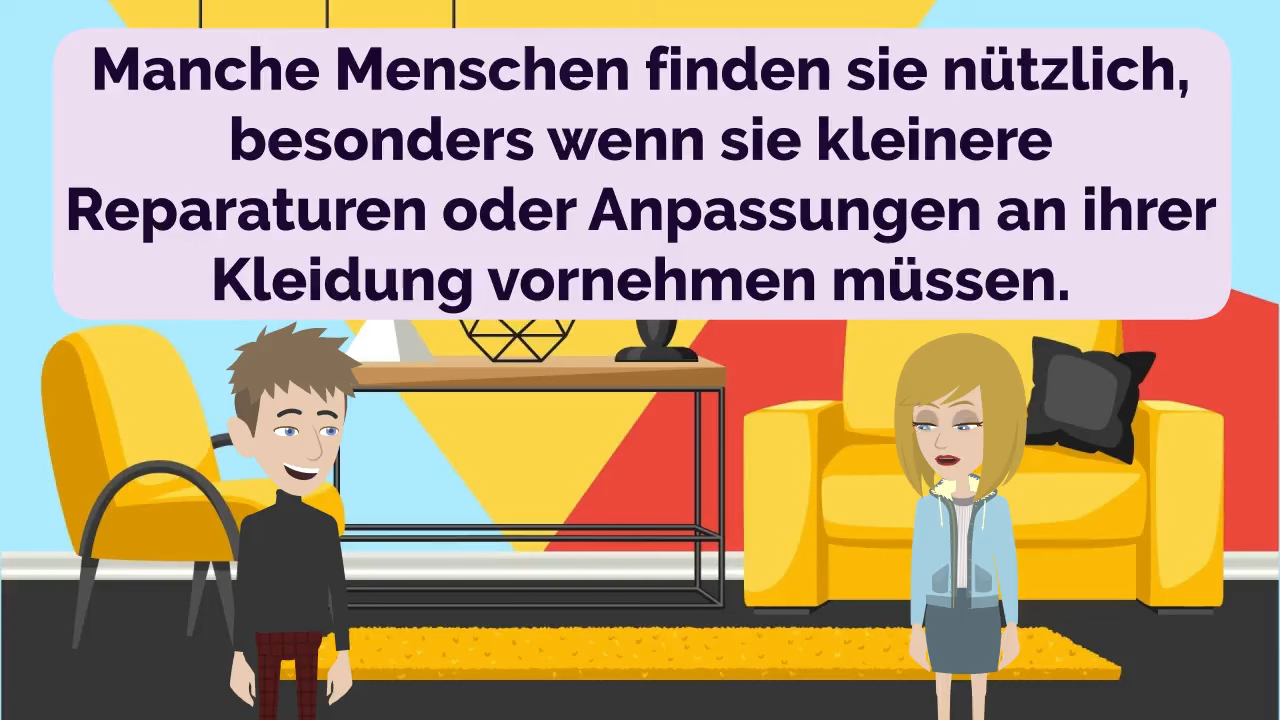 Manche Menschen finden sie nützlich,
besonders wenn sie kleinere
Reparaturen oder Anpassungen an ihrer
Kleidung vornehmen müssen.